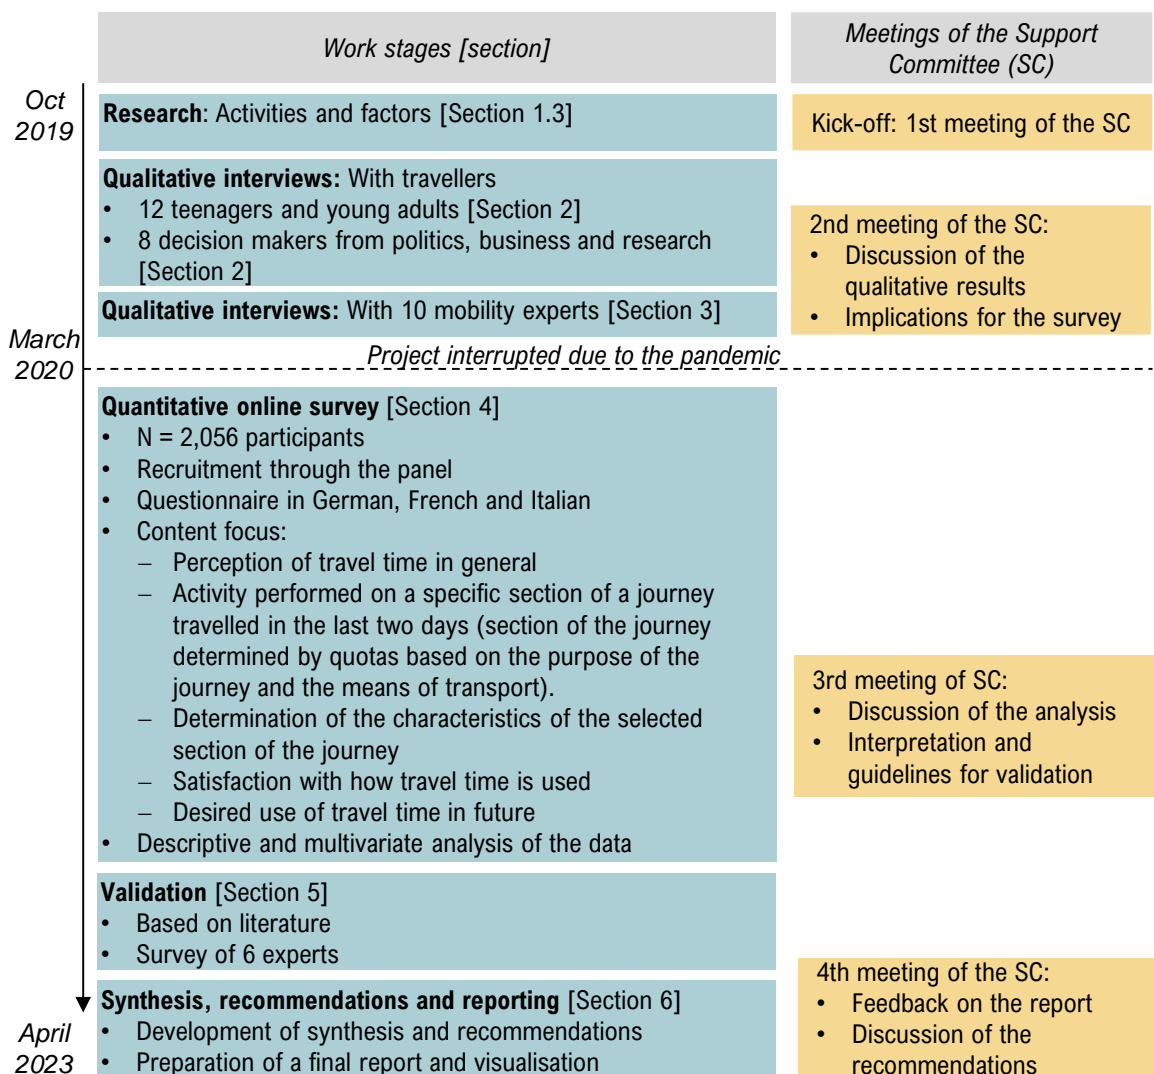 Work stages [section]
Meetings of the Support
Committee (SC)
Oct
2019
Research: Activities and factors [Section 1.3]
Kick-off: 1st meeting of the SC
Qualitative interviews: With travellers
• 12 teenagers and young adults [Section 2]
• 8 decision makers from politics, business and research
[Section 2]
Qualitative interviews: With 10 mobility experts [Section 3]
2nd meeting of the SC:
• Discussion of the
qualitative results
• Implications for the survey
March
2020
Project interrupted due to the pandemic
Quantitative online survey [Section 4]
• N = 2,056 participants
• Recruitment through the panel
• Questionnaire in German, French and Italian
• Content focus:
– Perception of travel time in general
– Activity performed on a specific section of a journey
travelled in the last two days (section of the journey
determined by quotas based on the purpose of the
journey and the means of transport).
– Determination of the characteristics of the selected
section of the journey
– Satisfaction with how travel time is used
– Desired use of travel time in future
• Descriptive and multivariate analysis of the data
3rd meeting of SC:
• Discussion of the analysis
• Interpretation and
guidelines for validation
Validation [Section 5]
• Based on literature
• Survey of 6 experts
Synthesis, recommendations and reporting [Section 6]
• Development of synthesis and recommendations
• Preparation of a final report and visualisation
4th meeting of the SC:
• Feedback on the report
• Discussion of the
recommendations
April
2023